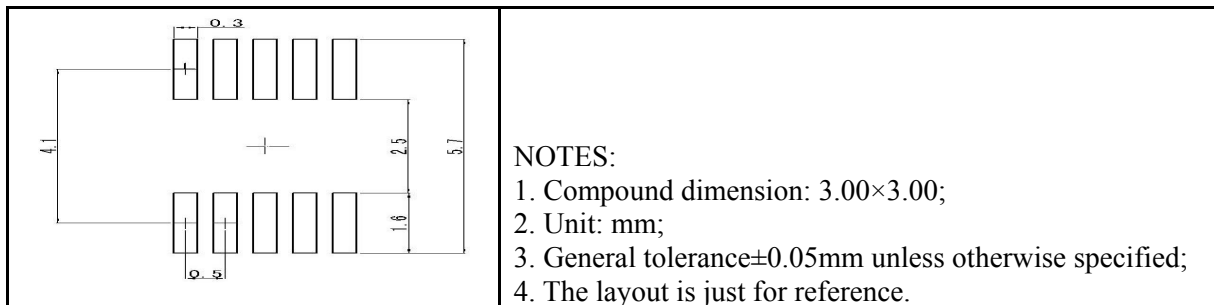 0.3
4.1
2.5
5.7
1.6
0.5
NOTES:
1. Compound dimension: 3.00×3.00;
2. Unit: mm;
3. General tolerance±0.05mm unless otherwise specified;
4. The layout is just for reference.